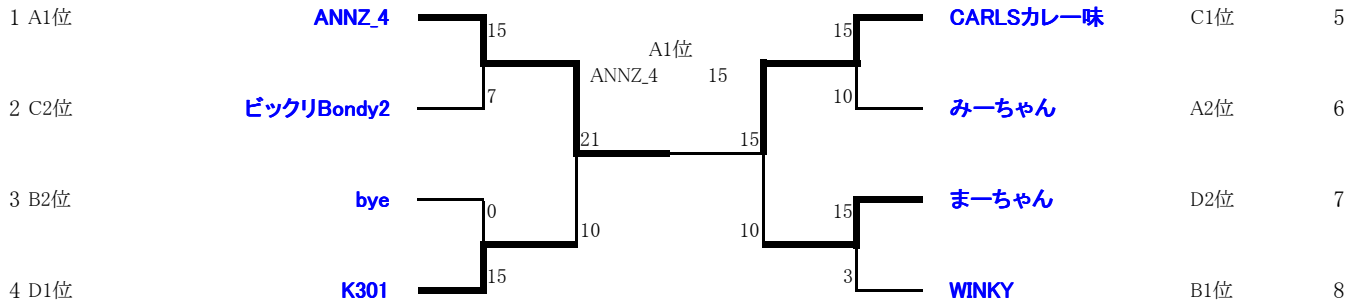 1 A1位 ANNZ_4 15 15 CARLSカレー味 C1位 5
A1位
ANNZ_4 15
2 C2位 ビックリBondy2 7 10 みーちゃん A2位 6
21 15
3 B2位 bye 0 15 まーちゃん D2位 7
10 10
4 D1位 K301 15 3 WINKY B1位 8